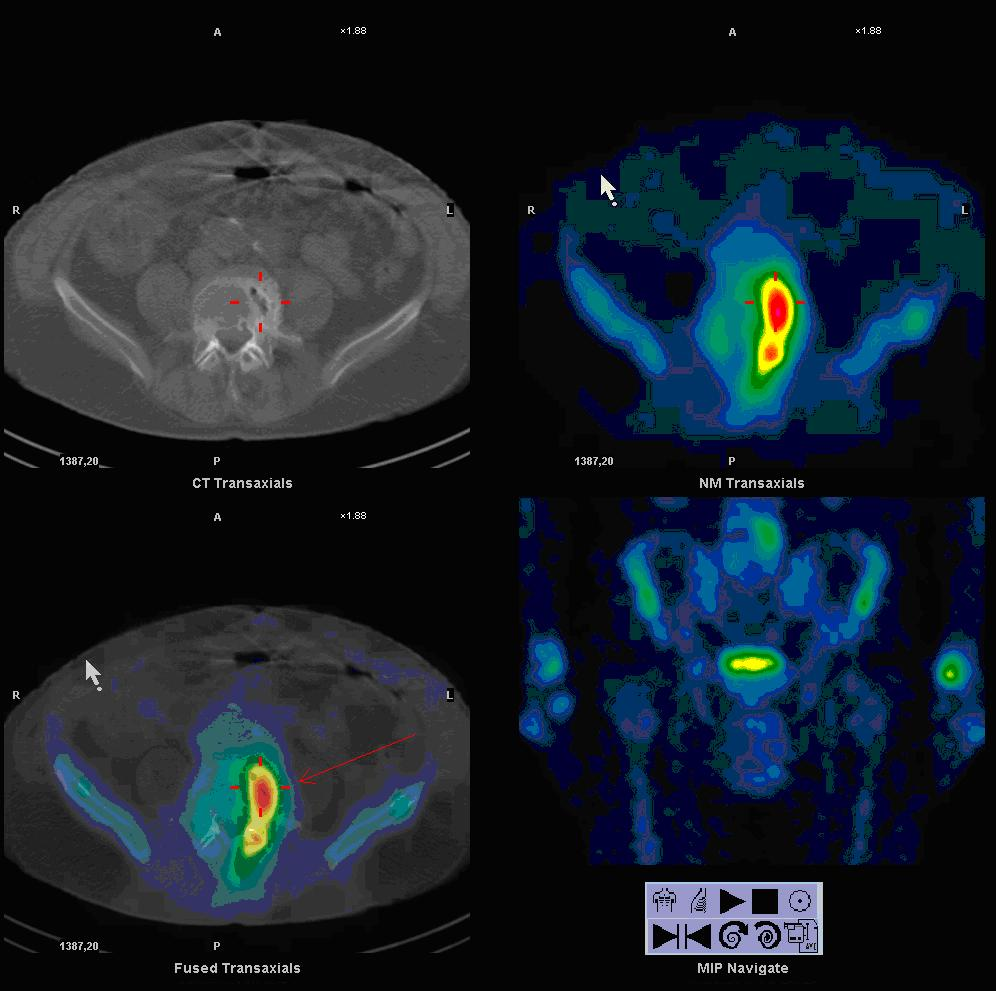 A ×1.88
R L
1387,20 P
CT Transaxials
A ×1.88
R L
1387,20 P
NM Transaxials
A ×1.88
R L
1387,20 P
Fused Transaxials
MIP Navigate